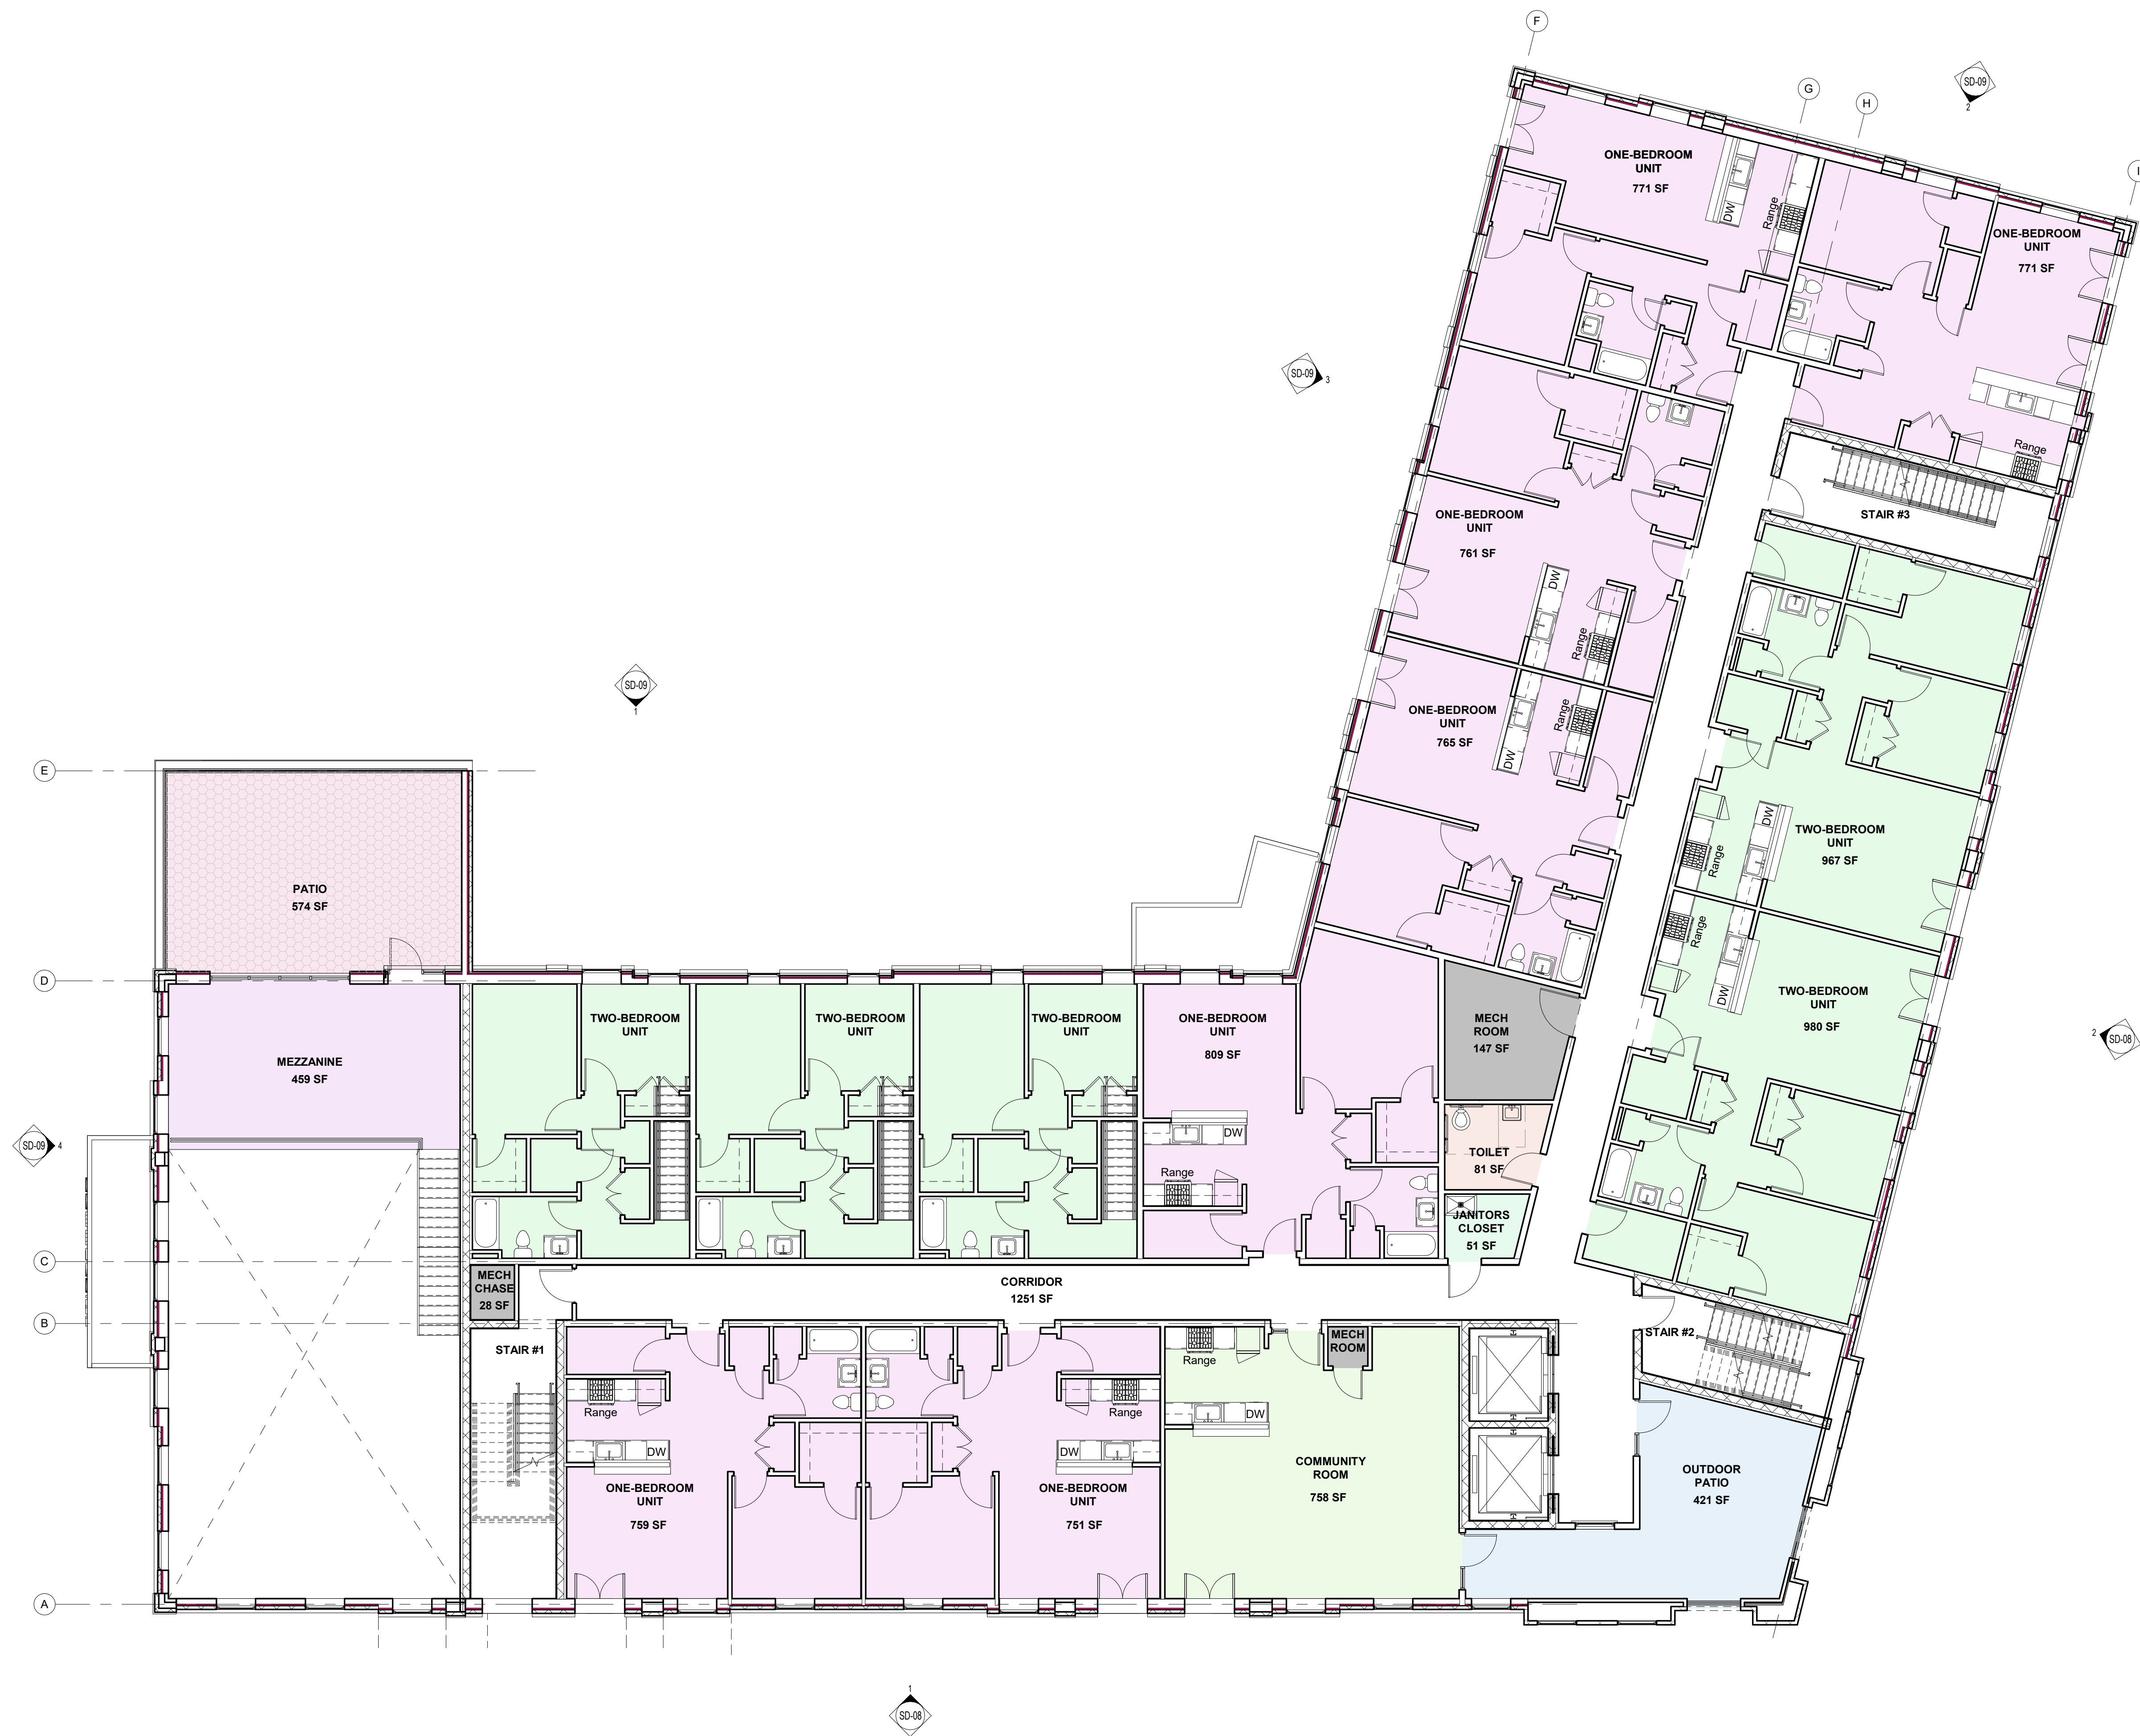 F
SD-09
2
G
H
I
ONE-BEDROOM
UNIT
771 SF
DW
Range
ONE-BEDROOM
UNIT
771 SF
Range
SD-09
3
STAIR #3
ONE-BEDROOM
UNIT
761 SF
DW
Range
ONE-BEDROOM
UNIT
765 SF
DW
Range
SD-09
1
E
TWO-BEDROOM
UNIT
967 SF
DW
Range
PATIO
574 SF
Range
DW
TWO-BEDROOM
UNIT
980 SF
2
SD-08
D
TWO-BEDROOM
UNIT
TWO-BEDROOM
UNIT
TWO-BEDROOM
UNIT
ONE-BEDROOM
UNIT
809 SF
DW
Range
MECH
ROOM
147 SF
MEZZANINE
459 SF
SD-09
4
TOILET
81 SF
JANITORS
CLOSET
51 SF
C
MECH
CHASE
28 SF
CORRIDOR
1251 SF
B
STAIR #1
Range
MECH
ROOM
STAIR #2
Range
Range
DW
DW
DW
ONE-BEDROOM
UNIT
759 SF
ONE-BEDROOM
UNIT
751 SF
COMMUNITY
ROOM
758 SF
OUTDOOR
PATIO
421 SF
A
1
SD-08